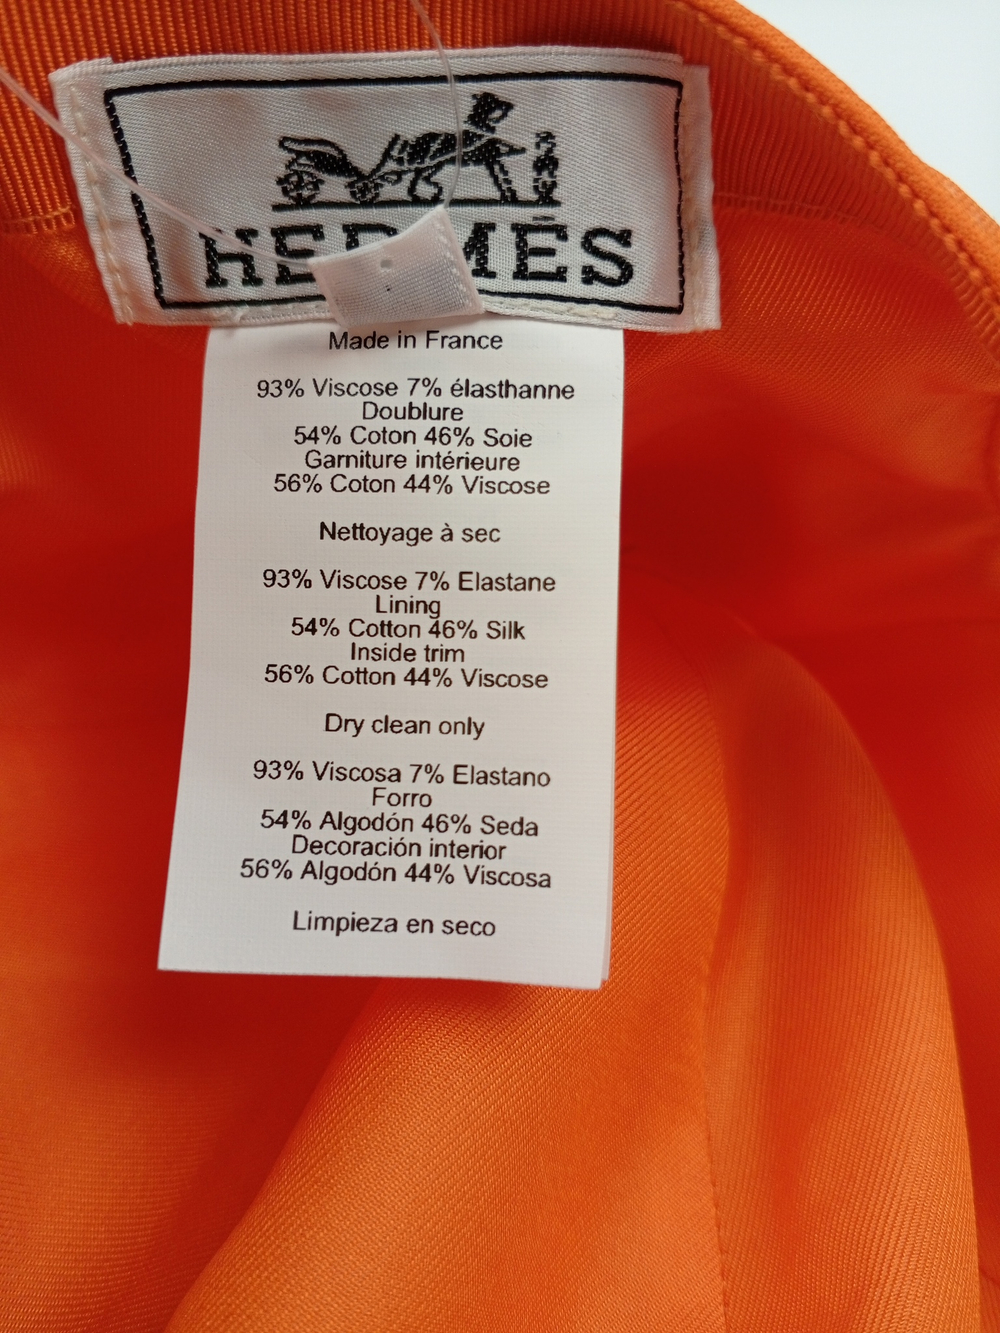 HERMĒS
Made in France
93% Viscose 7% élasthanne
Doublure
54% Coton 46% Soie
Garniture intérieure
56% Coton 44% Viscose
Nettoyage à sec
93% Viscose 7% Elastane
Lining
54% Cotton 46% Silk
Inside trim
56% Cotton 44% Viscose
Dry clean only
93% Viscosa 7% Elastano
Forro
54% Algodón 46% Seda
Decoración interior
56% Algodón 44% Viscosa
Limpieza en seco